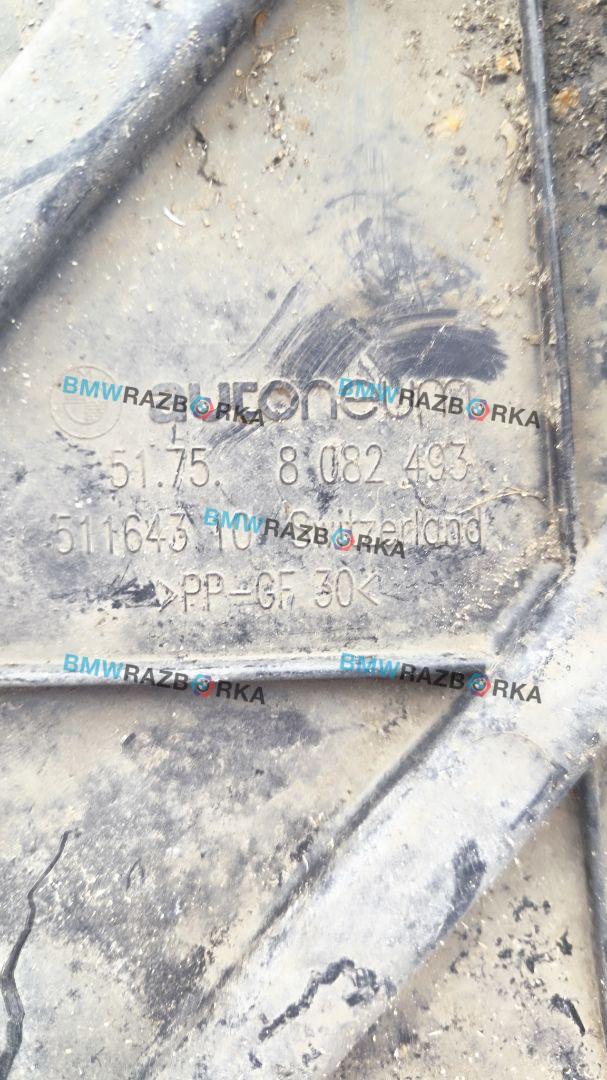 autoneum
51.75. 8 082 493
511643 10 Switzerland
>PP-GF 30<
BMWRAZBORKA
BMWRAZBORKA
BMWRAZBORKA
BMWRAZBORKA
BMWRAZBORKA